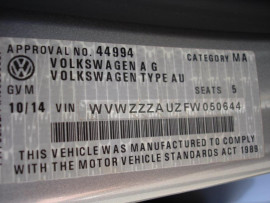 APPROVAL NO. 44994
CATEGORY MA
VOLKSWAGEN A G
VOLKSWAGEN TYPE AU
GVM
SEATS 5
10/14 VIN WVWZZZAUZFW050644
THIS VEHICLE WAS MANUFACTURED TO COMPLY
WITH THE MOTOR VEHICLE STANDARDS ACT 1989